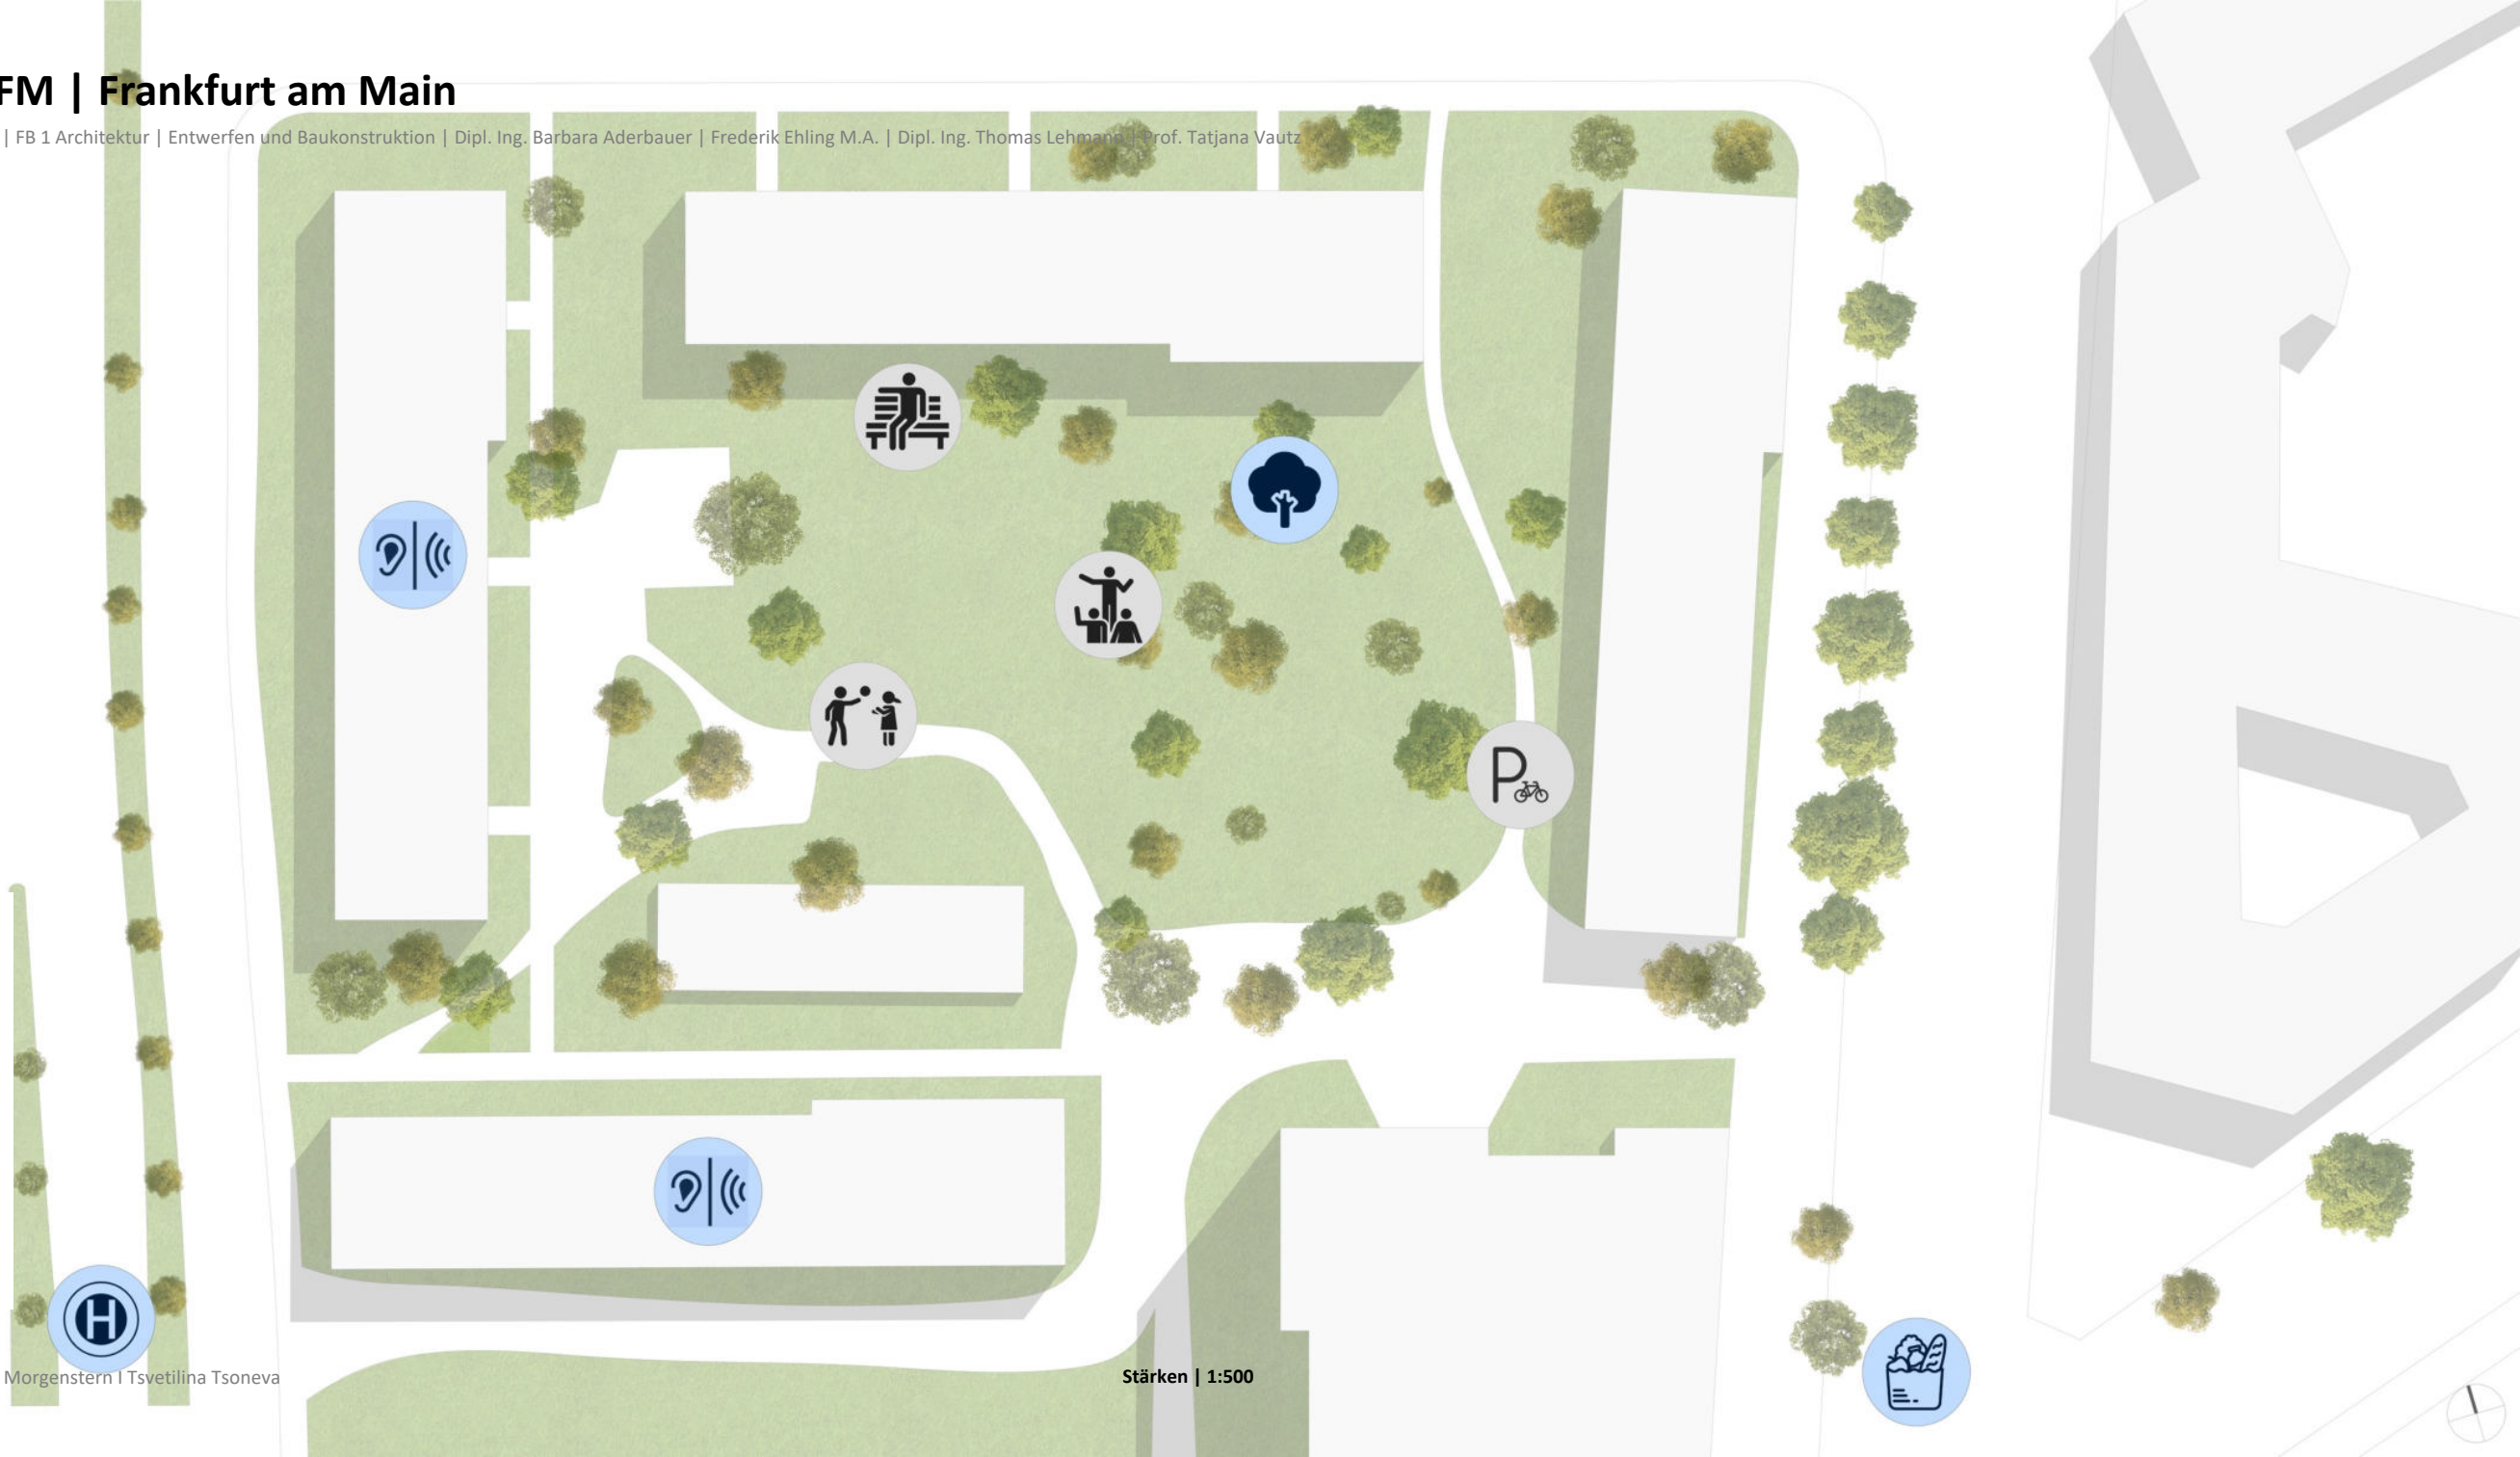 FM | Frankfurt am Main
| FB 1 Architektur | Entwerfen und Baukonstruktion | Dipl. Ing. Barbara Aderbauer | Frederik Ehling M.A. | Dipl. Ing. Thomas Lehmann | Prof. Tatjana Vautz
P
H
Morgenstern I Tsvetilina Tsoneva
Stärken | 1:500